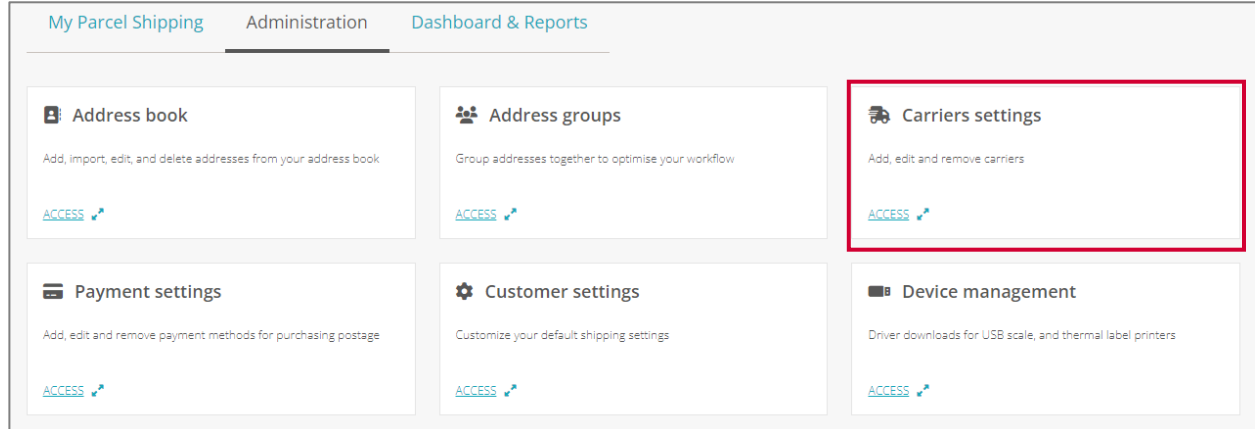 My Parcel Shipping Administration Dashboard & Reports
Address book
Add, import, edit, and delete addresses from your address book
ACCESS
Address groups
Group addresses together to optimise your workflow
ACCESS
Carriers settings
Add, edit and remove carriers
ACCESS
Payment settings
Add, edit and remove payment methods for purchasing postage
ACCESS
Customer settings
Customize your default shipping settings
ACCESS
Device management
Driver downloads for USB scale, and thermal label printers
ACCESS